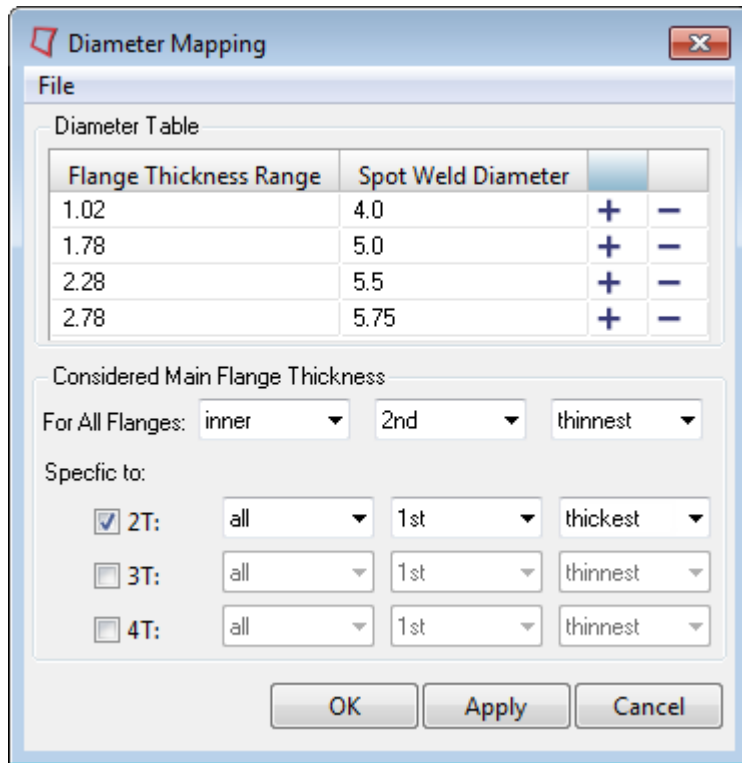 Diameter Mapping
File
Diameter Table
Flange Thickness Range Spot Weld Diameter
1.02 4.0 + −
1.78 5.0 + −
2.28 5.5 + −
2.78 5.75 + −
Considered Main Flange Thickness
For All Flanges: inner 2nd thinnest
Specfic to:
2T: all 1st thickest
3T: all 1st thinnest
4T: all 1st thinnest
OK Apply Cancel